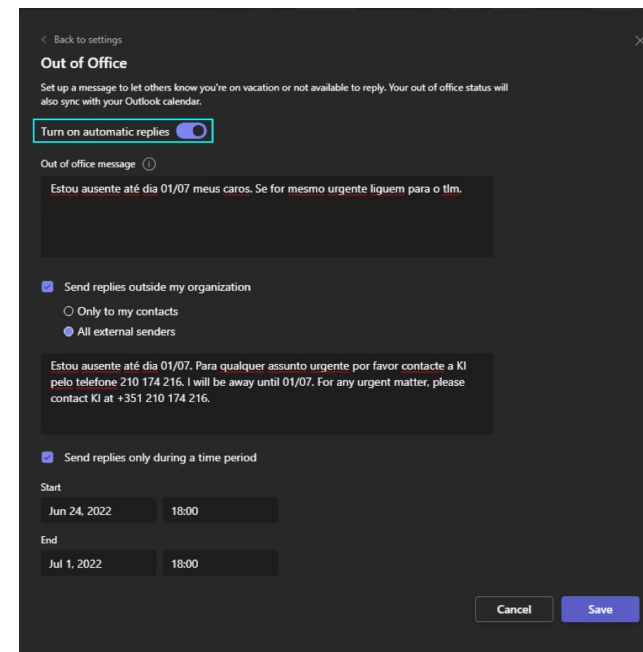 Back to settings
Out of Office
Set up a message to let others know you're on vacation or not available to reply. Your out of office status will
also sync with your Outlook calendar.
Turn on automatic replies
Out of office message
Estou ausente até dia 01/07 meus caros. Se for mesmo urgente liguem para o tlm.
Send replies outside my organization
Only to my contacts
All external senders
Estou ausente até dia 01/07. Para qualquer assunto urgente por favor contacte a KI
pelo telefone 210 174 216. I will be away until 01/07. For any urgent matter, please
contact KI at +351 210 174 216.
Send replies only during a time period
Start
Jun 24, 2022 18:00
End
Jul 1, 2022 18:00
Cancel Save